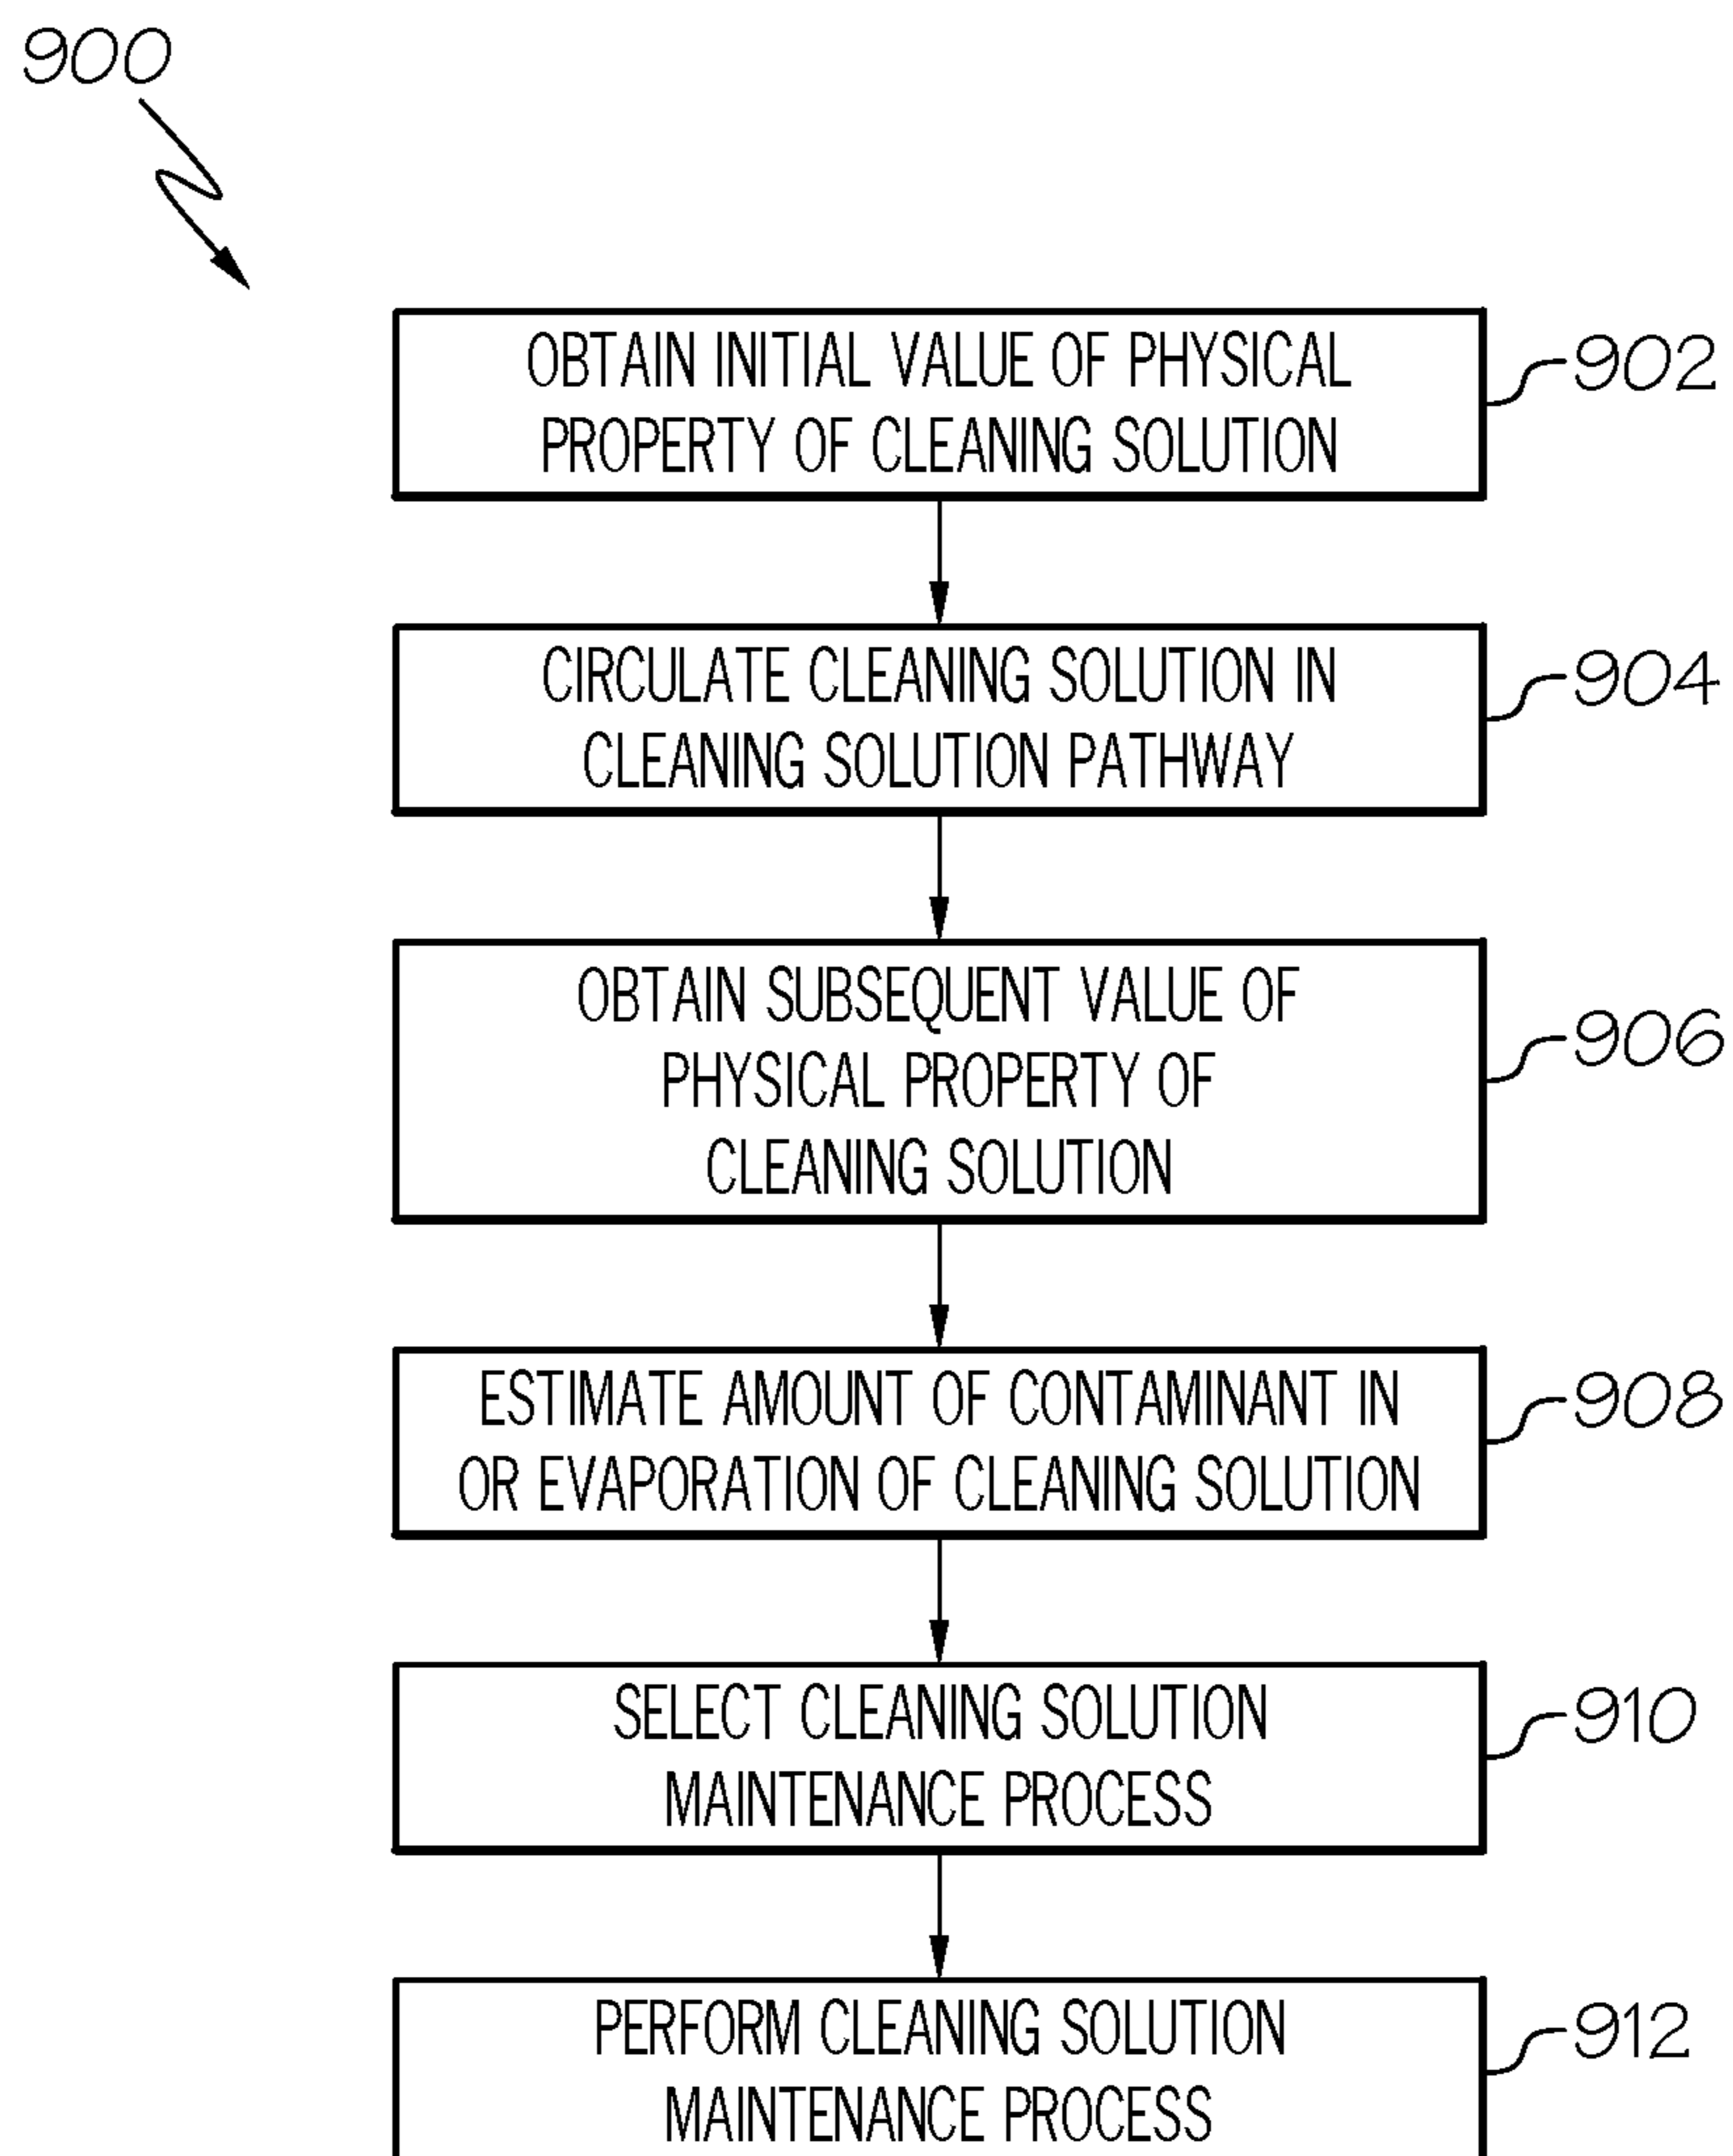 900
OBTAIN INITIAL VALUE OF PHYSICAL
PROPERTY OF CLEANING SOLUTION
902
CIRCULATE CLEANING SOLUTION IN
CLEANING SOLUTION PATHWAY
904
OBTAIN SUBSEQUENT VALUE OF
PHYSICAL PROPERTY OF
CLEANING SOLUTION
906
ESTIMATE AMOUNT OF CONTAMINANT IN
OR EVAPORATION OF CLEANING SOLUTION
908
SELECT CLEANING SOLUTION
MAINTENANCE PROCESS
910
PERFORM CLEANING SOLUTION
MAINTENANCE PROCESS
912